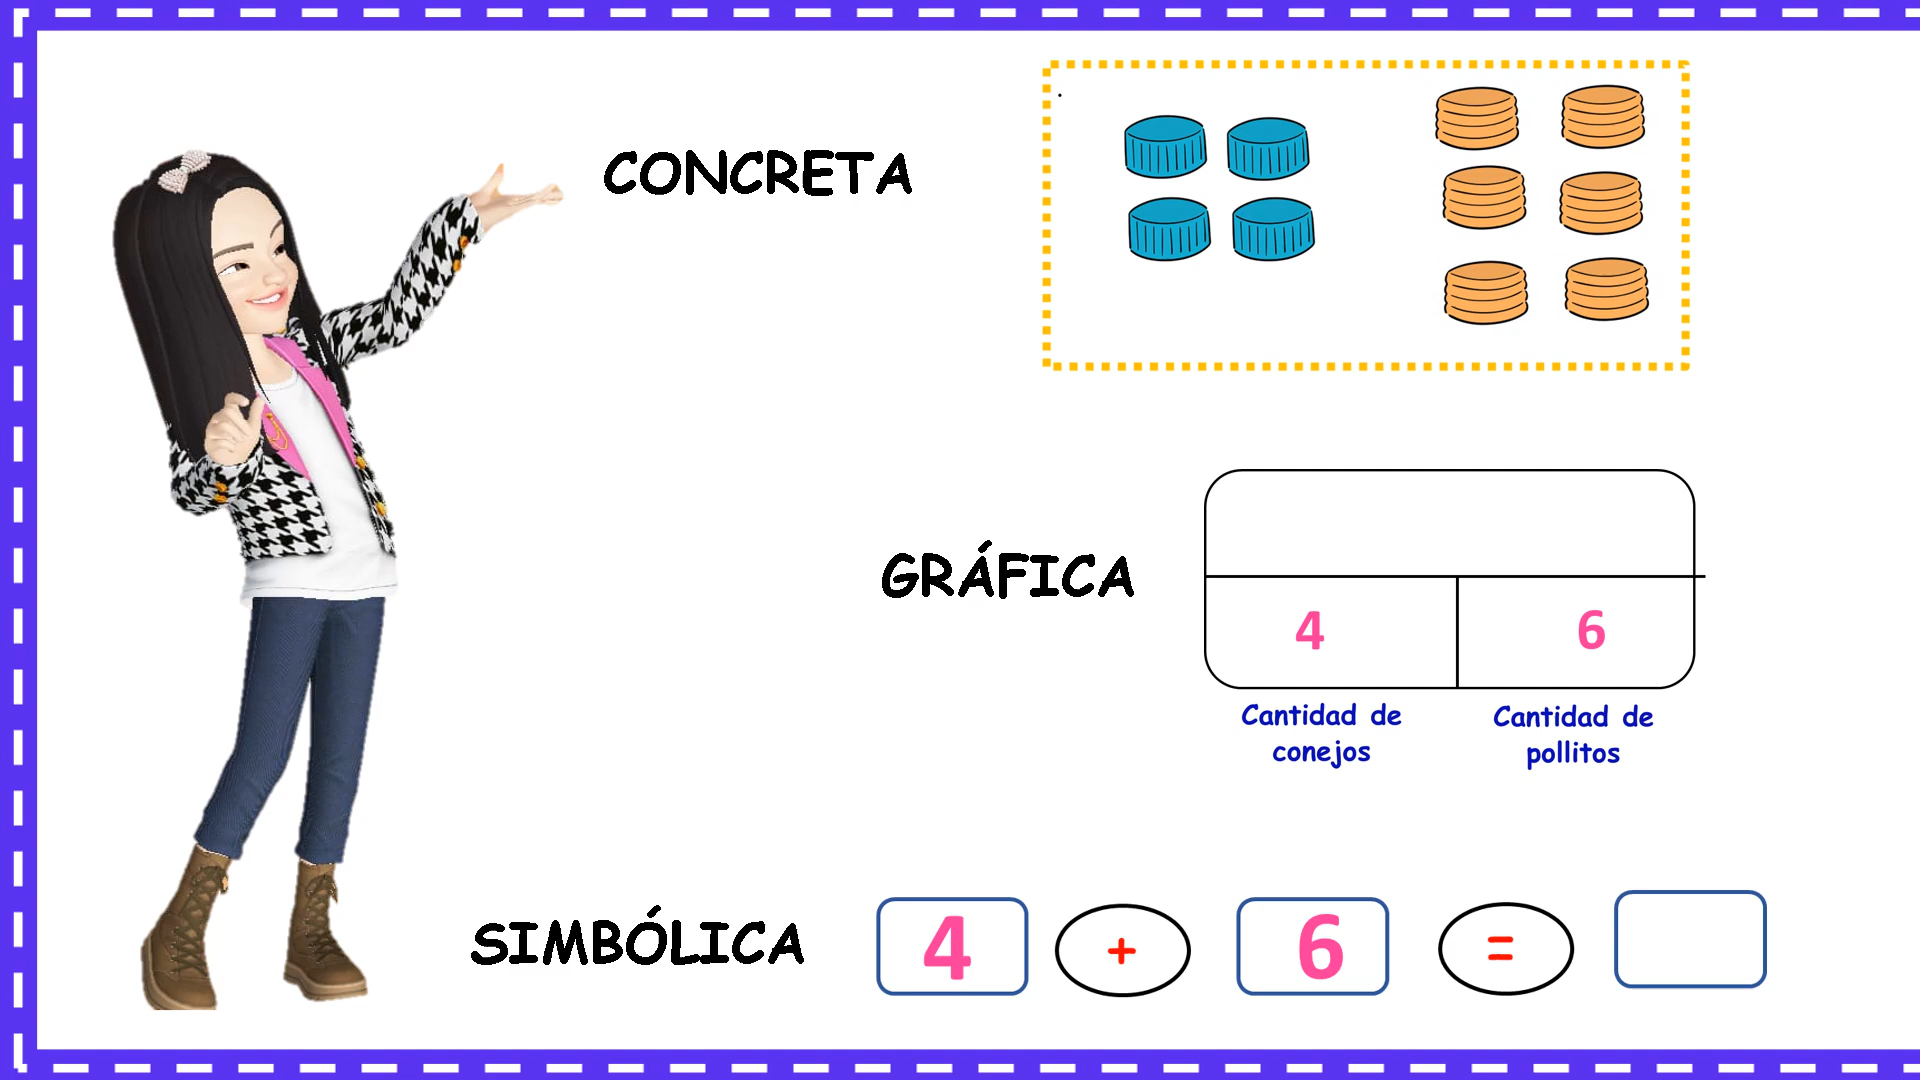 CONCRETA
.
GRÁFICA
4 6
Cantidad de
conejos
Cantidad de
pollitos
SIMBÓLICA 4 + 6 =